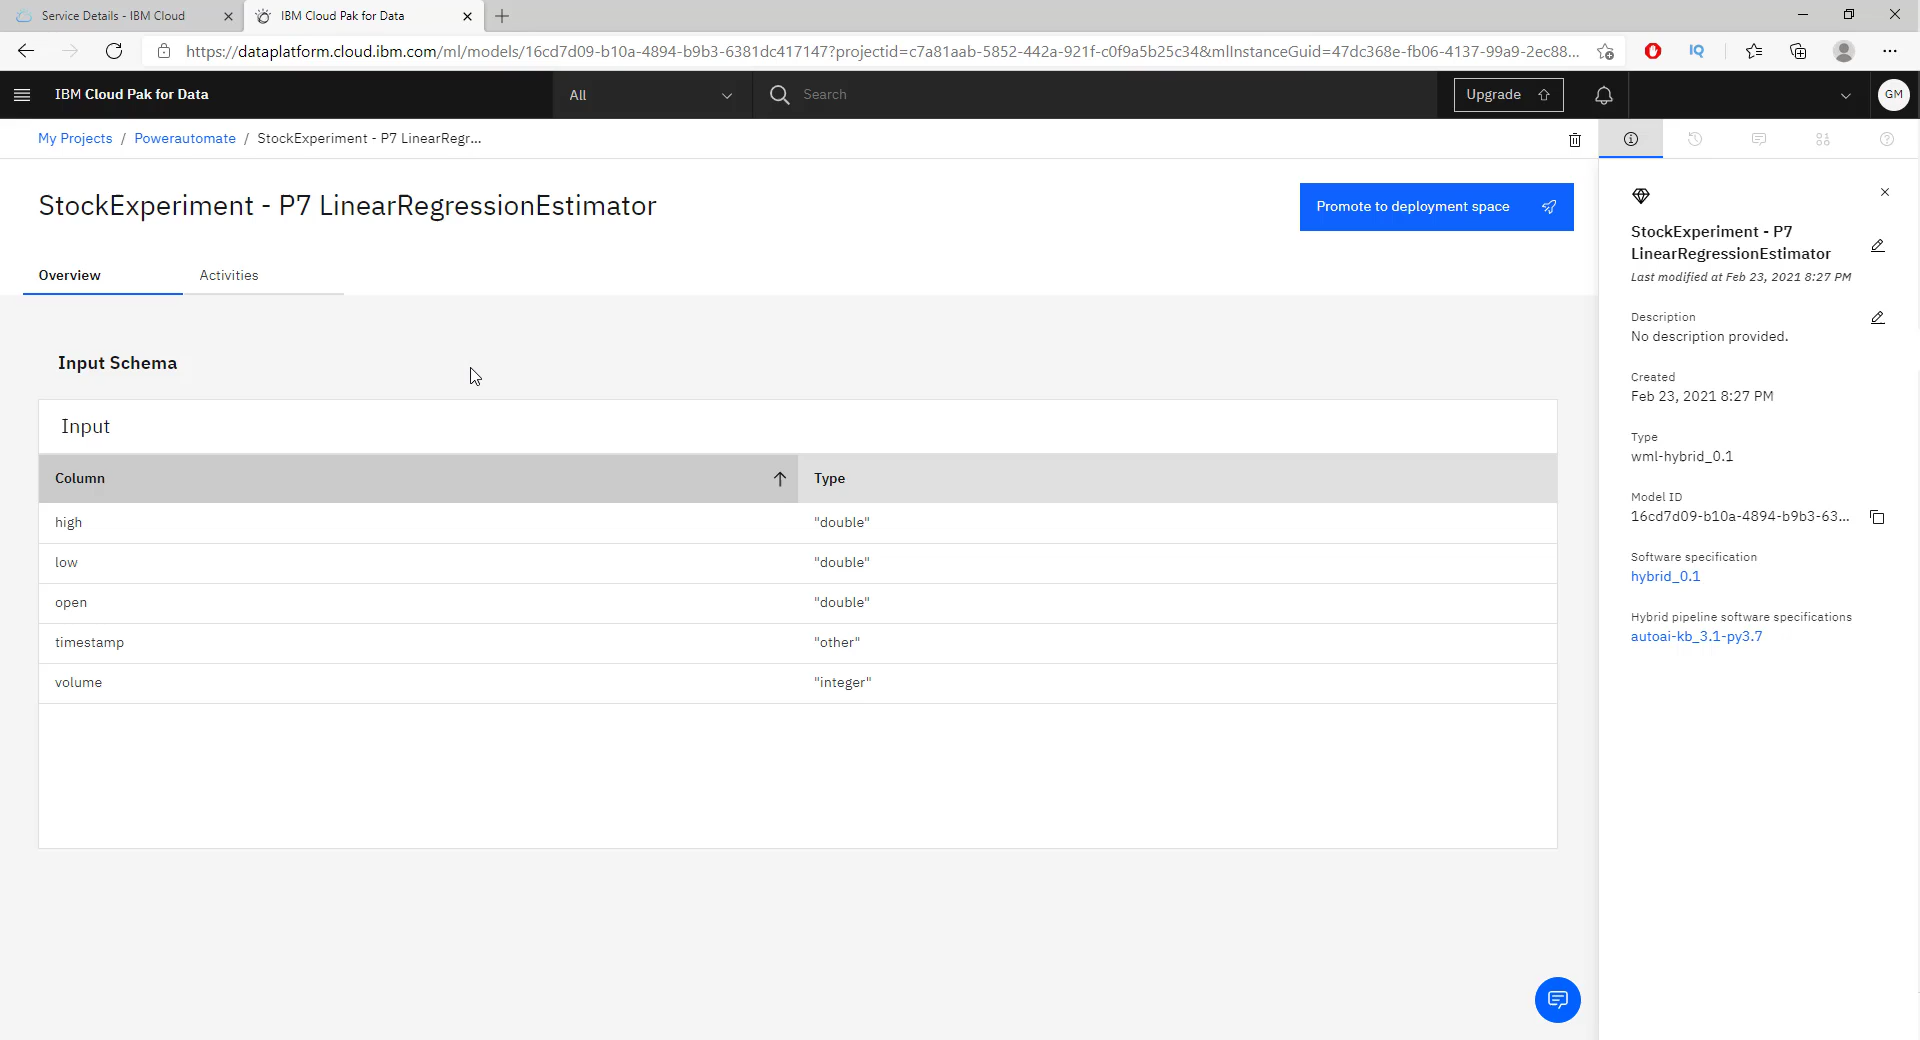 Service Details - IBM Cloud
IBM Cloud Pak for Data
https://dataplatform.cloud.ibm.com/ml/models/16cd7d09-b10a-4894-b9b3-6381dc417147?projectid=c7a81aab-5852-442a-921f-c0f9a5b25c34&mlInstanceGuid=47dc368e-fb06-4137-99a9-2ec88...
IQ
IBM Cloud Pak for Data
All
Search
Upgrade
GM
My Projects / Powerautomate / StockExperiment - P7 LinearRegr...
StockExperiment - P7 LinearRegressionEstimator
Promote to deployment space
Overview
Activities
Input Schema
Input
Column Type
high "double"
low "double"
open "double"
timestamp "other"
volume "integer"
StockExperiment - P7
LinearRegressionEstimator
Last modified at Feb 23, 2021 8:27 PM
Description
No description provided.
Created
Feb 23, 2021 8:27 PM
Type
wml-hybrid_0.1
Model ID
16cd7d09-b10a-4894-b9b3-63...
Software specification
hybrid_0.1
Hybrid pipeline software specifications
autoai-kb_3.1-py3.7